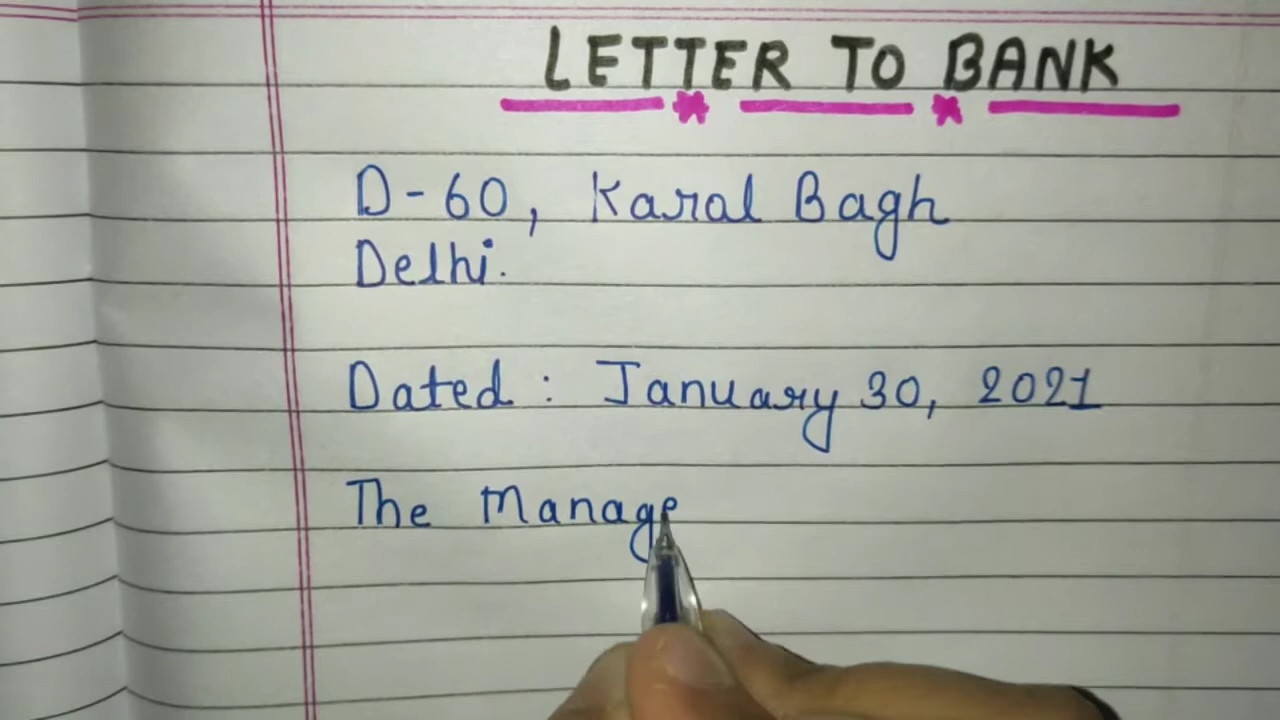 LETTER TO BANK
D-60, Karal Bagh
Delhi.
Dated : January 30, 2021
The Manage